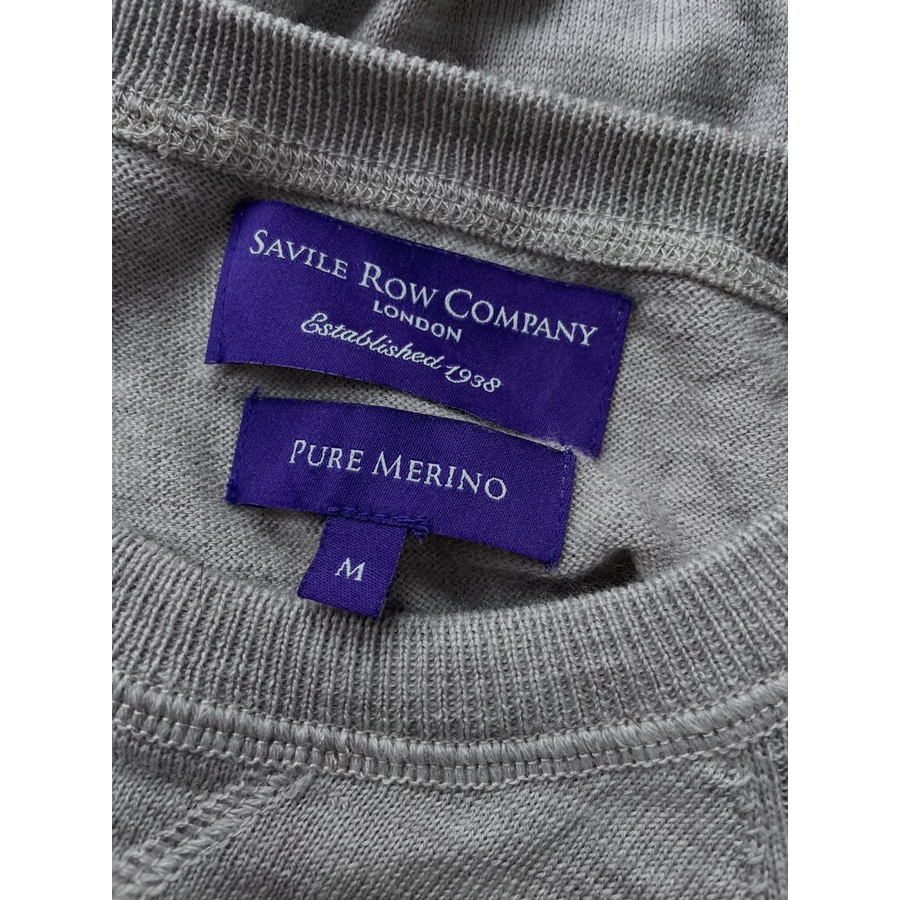 SAVILE ROW COMPANY
LONDON
Established 1938
PURE MERINO
M